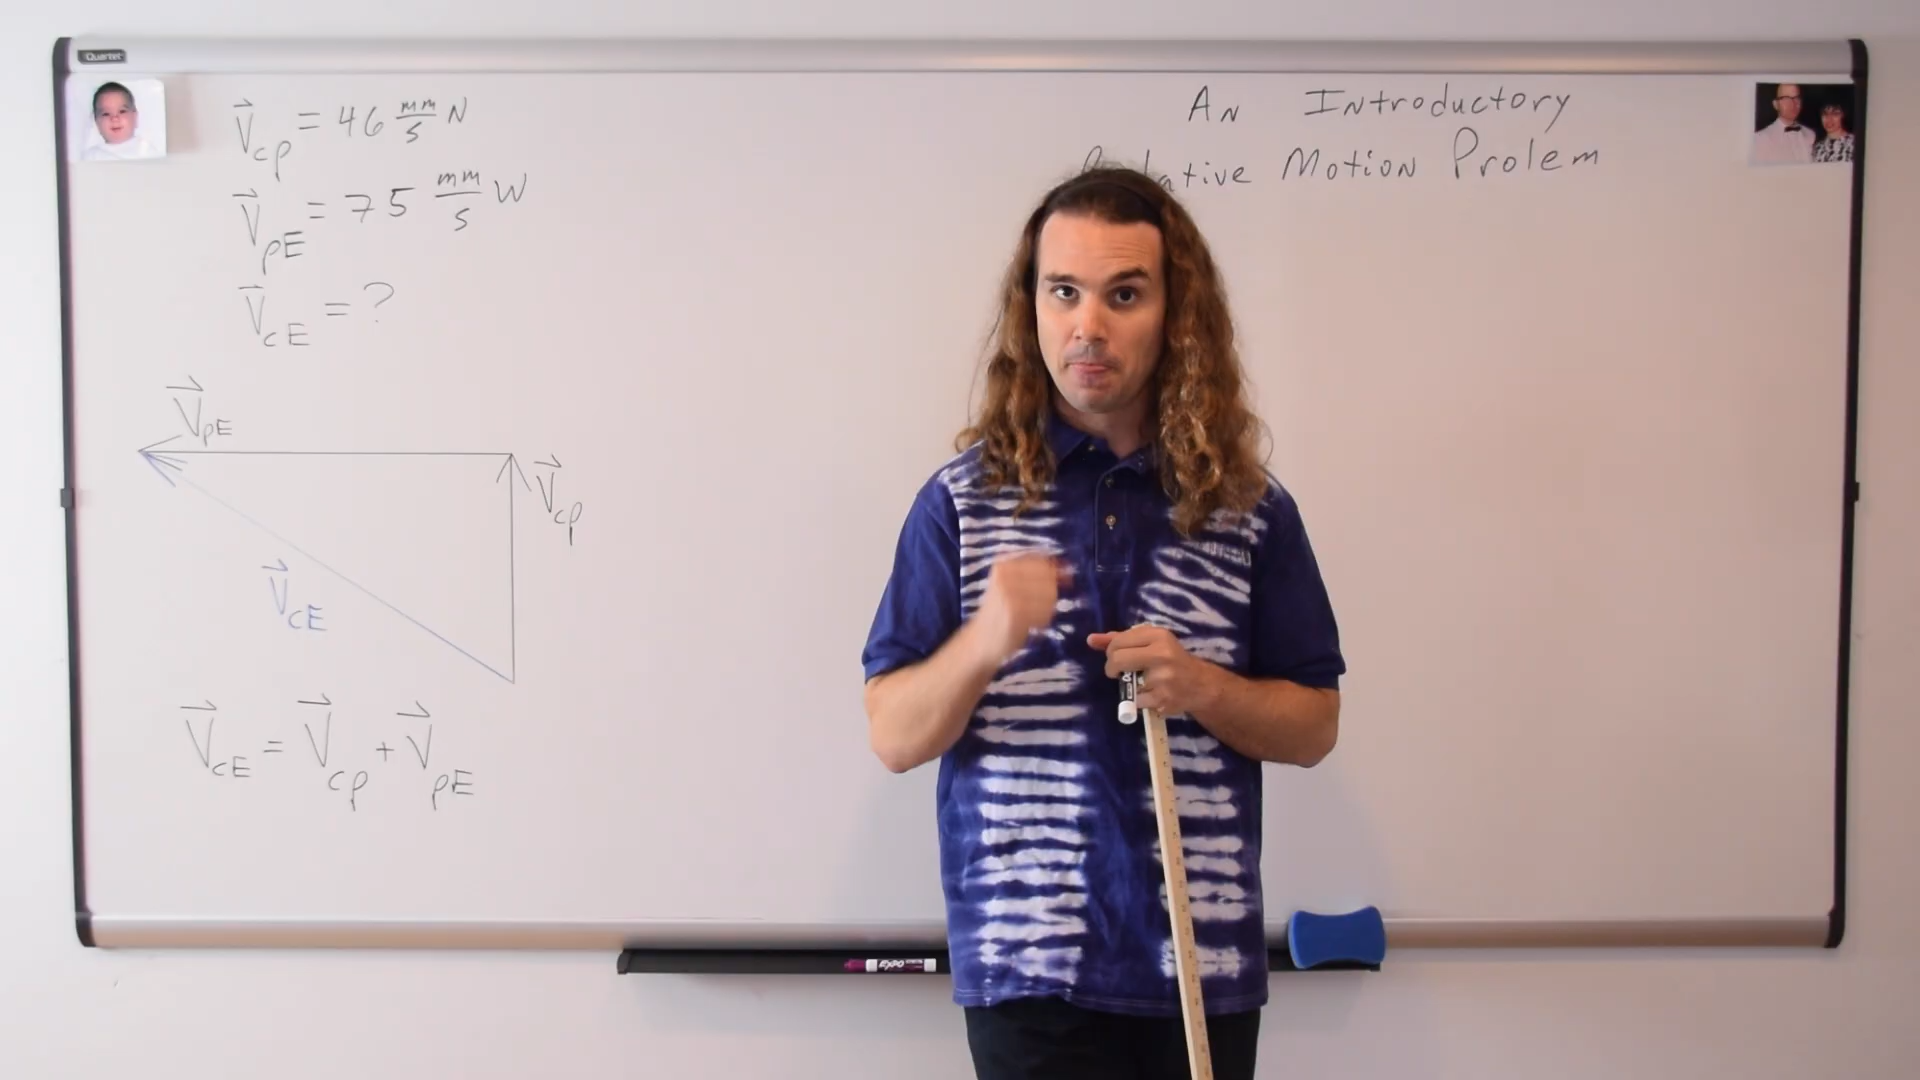 Quartet
V⃗cp = 46 mm/s N
V⃗pE = 75 mm/s W
V⃗cE = ?
An Introductory
Motion Prolem
V⃗pE
V⃗cp
V⃗cE
V⃗cE = V⃗cp + V⃗pE
EXPO